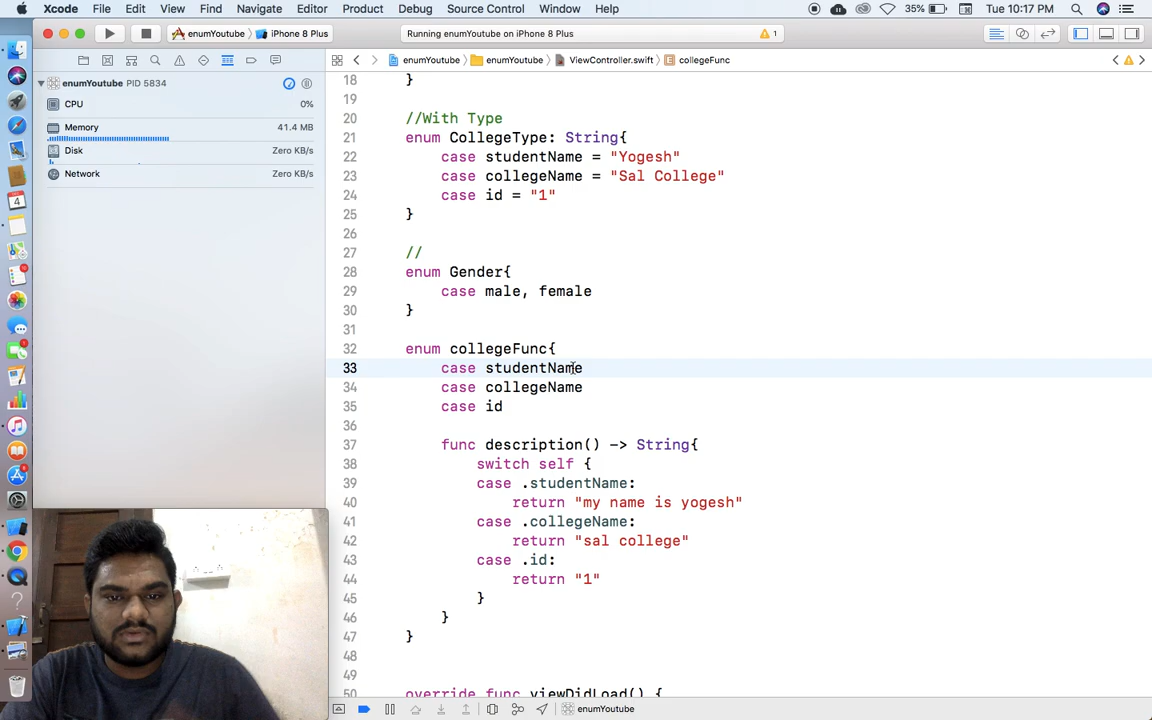 Xcode File Edit View Find Navigate Editor Product Debug Source Control Window Help 35% Tue 10:17 PM
enumYoutube iPhone 8 Plus Running enumYoutube on iPhone 8 Plus 1
enumYoutube enumYoutube ViewController.swift collegeFunc
enumYoutube PID 5834
CPU 0%
Memory 41.4 MB
Disk Zero KB/s
Network Zero KB/s
18 }
19
20 //With Type
21 enum CollegeType: String{
22 case studentName = "Yogesh"
23 case collegeName = "Sal College"
24 case id = "1"
25 }
26
27 //
28 enum Gender{
29 case male, female
30 }
31
32 enum collegeFunc{
33 case studentName
34 case collegeName
35 case id
36
37 func description() -> String{
38 switch self {
39 case .studentName:
40 return "my name is yogesh"
41 case .collegeName:
42 return "sal college"
43 case .id:
44 return "1"
45 }
46 }
47 }
48
49
50 override func viewDidLoad() {
enumYoutube